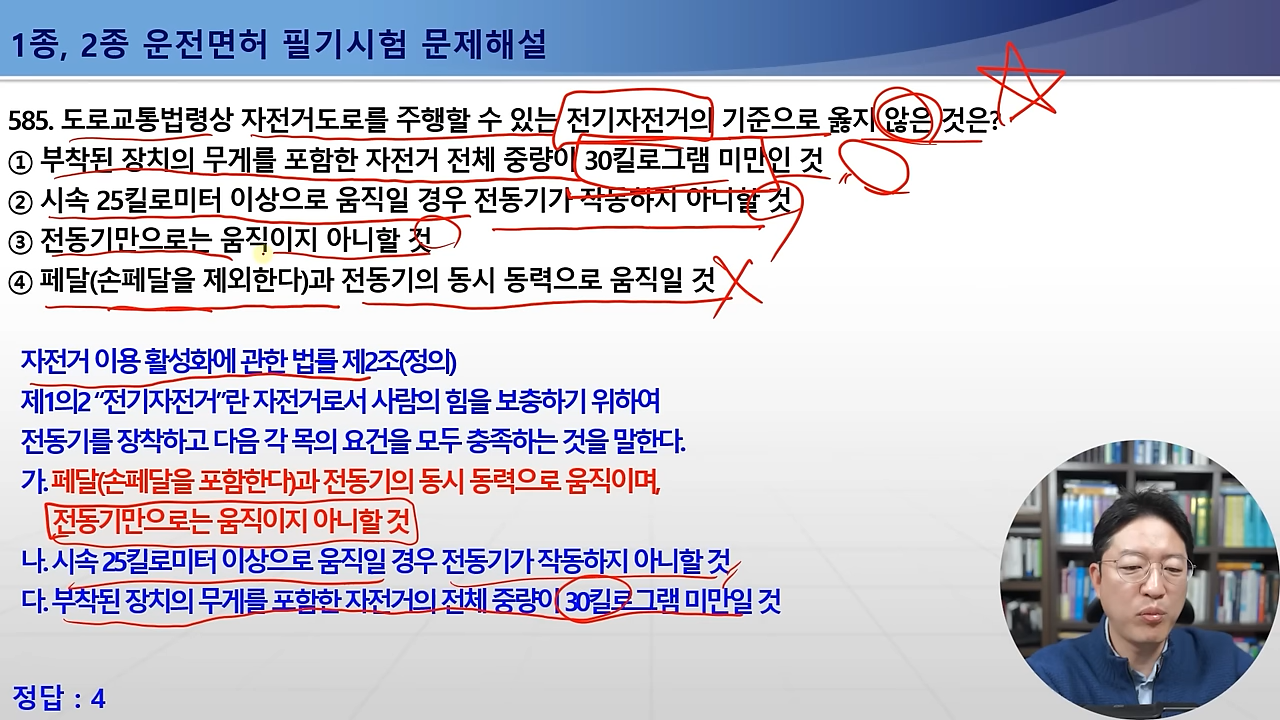 1종, 2종 운전면허 필기시험 문제해설
585. 도로교통법령상 자전거도로를 주행할 수 있는 전기자전거의 기준으로 옳지 않은 것은?
① 부착된 장치의 무게를 포함한 자전거 전체 중량이 30킬로그램 미만인 것
② 시속 25킬로미터 이상으로 움직일 경우 전동기가 작동하지 아니할 것
③ 전동기만으로는 움직이지 아니할 것
④ 페달(손페달을 제외한다)과 전동기의 동시 동력으로 움직일 것
자전거 이용 활성화에 관한 법률 제2조(정의)
제1의2 “전기자전거”란 자전거로서 사람의 힘을 보충하기 위하여
전동기를 장착하고 다음 각 목의 요건을 모두 충족하는 것을 말한다.
가. 페달(손페달을 포함한다)과 전동기의 동시 동력으로 움직이며,
전동기만으로는 움직이지 아니할 것
나. 시속 25킬로미터 이상으로 움직일 경우 전동기가 작동하지 아니할 것
다. 부착된 장치의 무게를 포함한 자전거의 전체 중량이 30킬로그램 미만일 것
정답 : 4